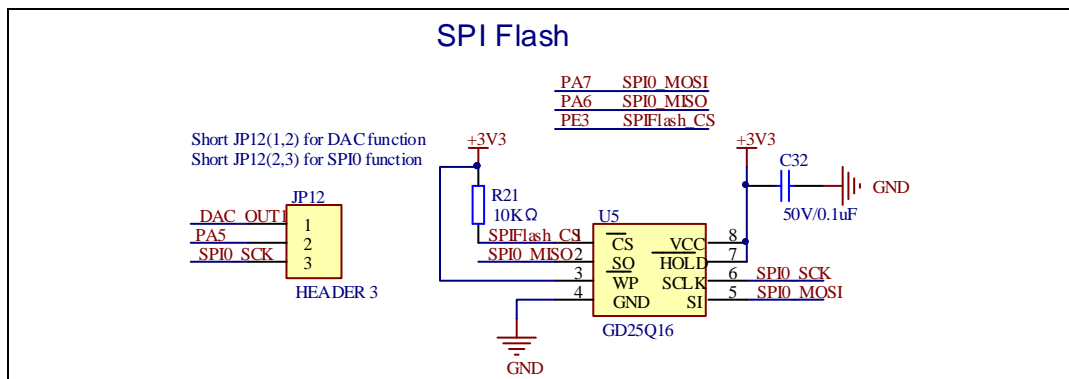 SPI Flash
PA7 SPI0_MOSI
PA6 SPI0_MISO
PE3 SPIFlash_CS
Short JP12(1,2) for DAC function
Short JP12(2,3) for SPI0 function
+3V3
+3V3
C32
GND
50V/0.1uF
JP12
DAC_OUT1 1
PA5 2
SPI0_SCK 3
HEADER 3
R21
10KΩ
U5
SPIFlash_CS 1 CS VCC 8
SPI0_MISO 2 SO HOLD 7
3 WP SCLK 6 SPI0_SCK
4 GND SI 5 SPI0_MOSI
GD25Q16
GND